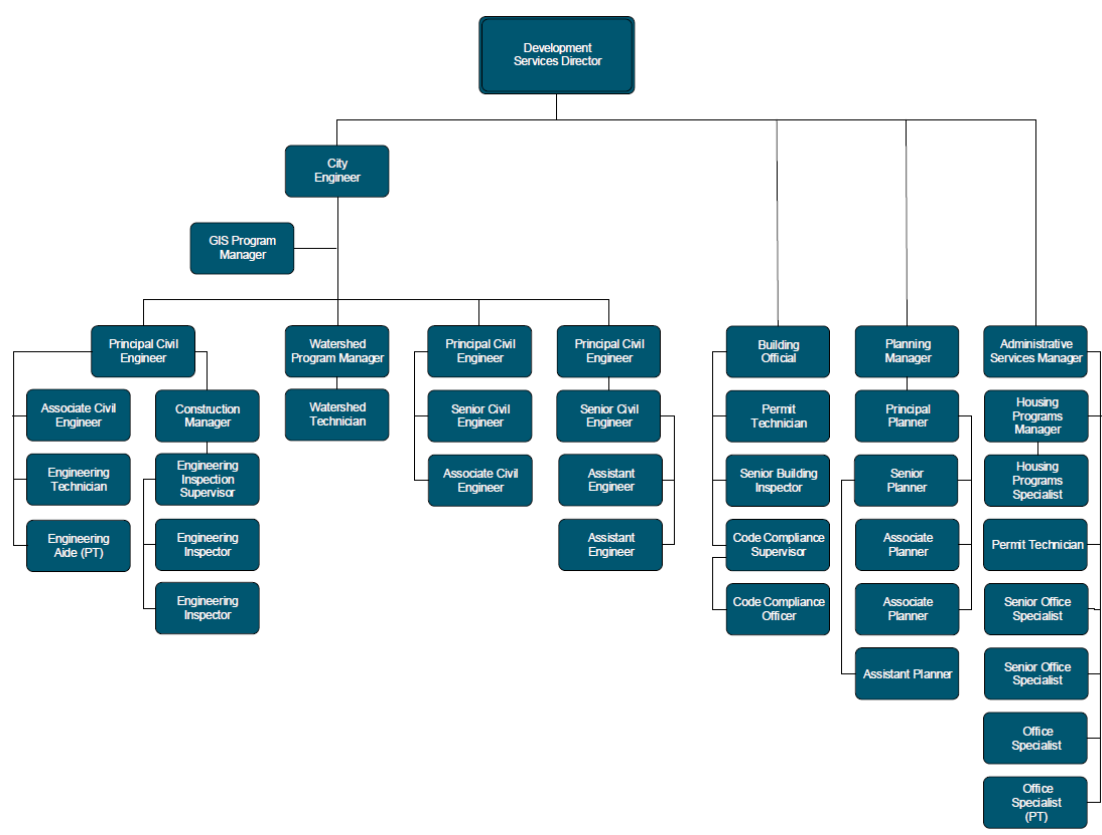 Development
Services Director
City
Engineer
GIS Program
Manager
Principal Civil
Engineer
Associate Civil
Engineer
Engineering
Technician
Engineering
Aide (PT)
Construction
Manager
Engineering
Inspection
Supervisor
Engineering
Inspector
Engineering
Inspector
Watershed
Program Manager
Watershed
Technician
Principal Civil
Engineer
Senior Civil
Engineer
Associate Civil
Engineer
Principal Civil
Engineer
Senior Civil
Engineer
Assistant
Engineer
Assistant
Engineer
Building
Official
Permit
Technician
Senior Building
Inspector
Code Compliance
Supervisor
Code Compliance
Officer
Planning
Manager
Principal
Planner
Senior
Planner
Associate
Planner
Associate
Planner
Assistant Planner
Administrative
Services Manager
Housing
Programs
Manager
Housing
Programs
Specialist
Permit Technician
Senior Office
Specialist
Senior Office
Specialist
Office
Specialist
Office
Specialist
(PT)